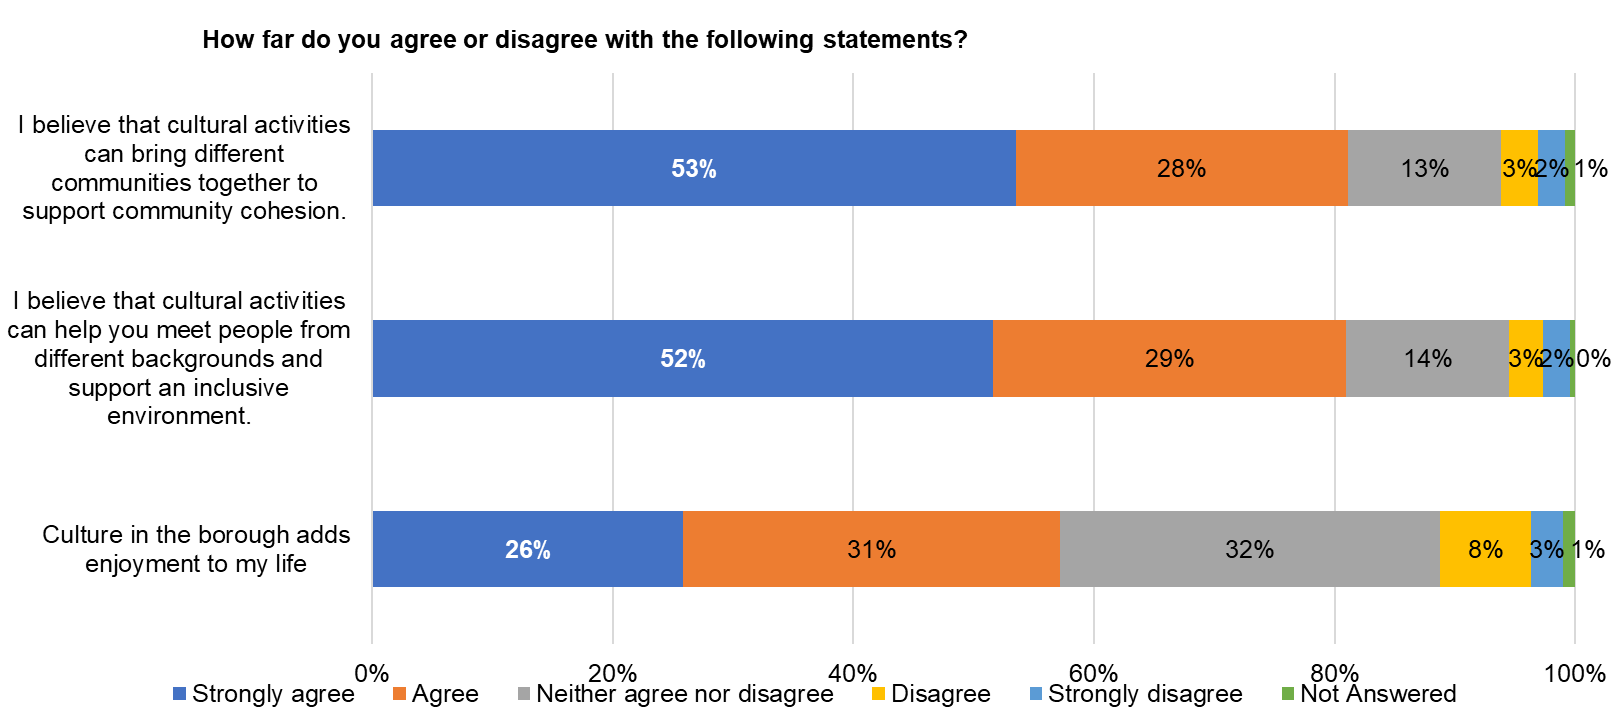 How far do you agree or disagree with the following statements?
I believe that cultural activities
can bring different
communities together to
support community cohesion.
53% 28% 13% 3% 2% 1%
I believe that cultural activities
can help you meet people from
different backgrounds and
support an inclusive
environment.
52% 29% 14% 3% 2% 0%
Culture in the borough adds
enjoyment to my life
26% 31% 32% 8% 3% 1%
0% 20% 40% 60% 80% 100%
Strongly agree Agree Neither agree nor disagree Disagree Strongly disagree Not Answered